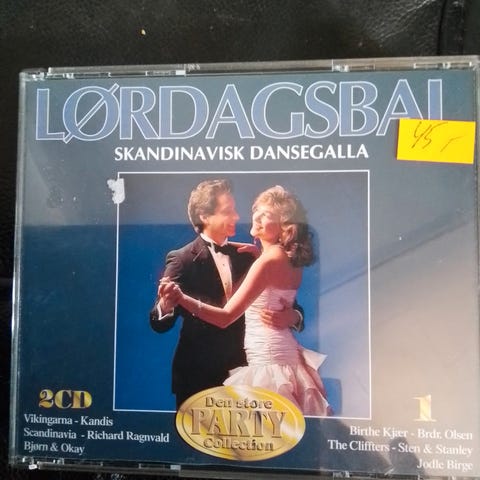 LØRDAGSBAL
45,-
SKANDINAVISK DANSEGALLA
2CD
Vikingarna - Kandis
Scandinavia - Richard Ragnvald
Bjørn & Okay
Den store
PARTY
Collection
1
Birthe Kjær - Brdr. Olsen
The Cliffters - Sten & Stanley
Jodle Birge